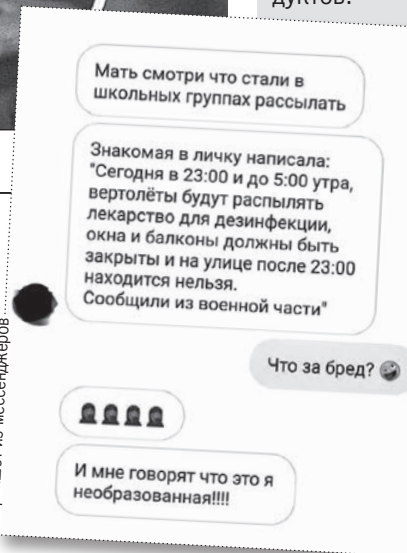 дуктов.
Мать смотри что стали в
школьных группах рассылать
Знакомая в личку написала:
"Сегодня в 23:00 и до 5:00 утра,
вертолёты будут распылять
лекарство для дезинфекции,
окна и балконы должны быть
закрыты и на улице после 23:00
находится нельзя.
Сообщили из военной части"
Что за бред? 🤪
🤦‍♀️🤦‍♀️🤦‍♀️🤦‍♀️
И мне говорят что это я
необразованная!!!!
из мессенджеров